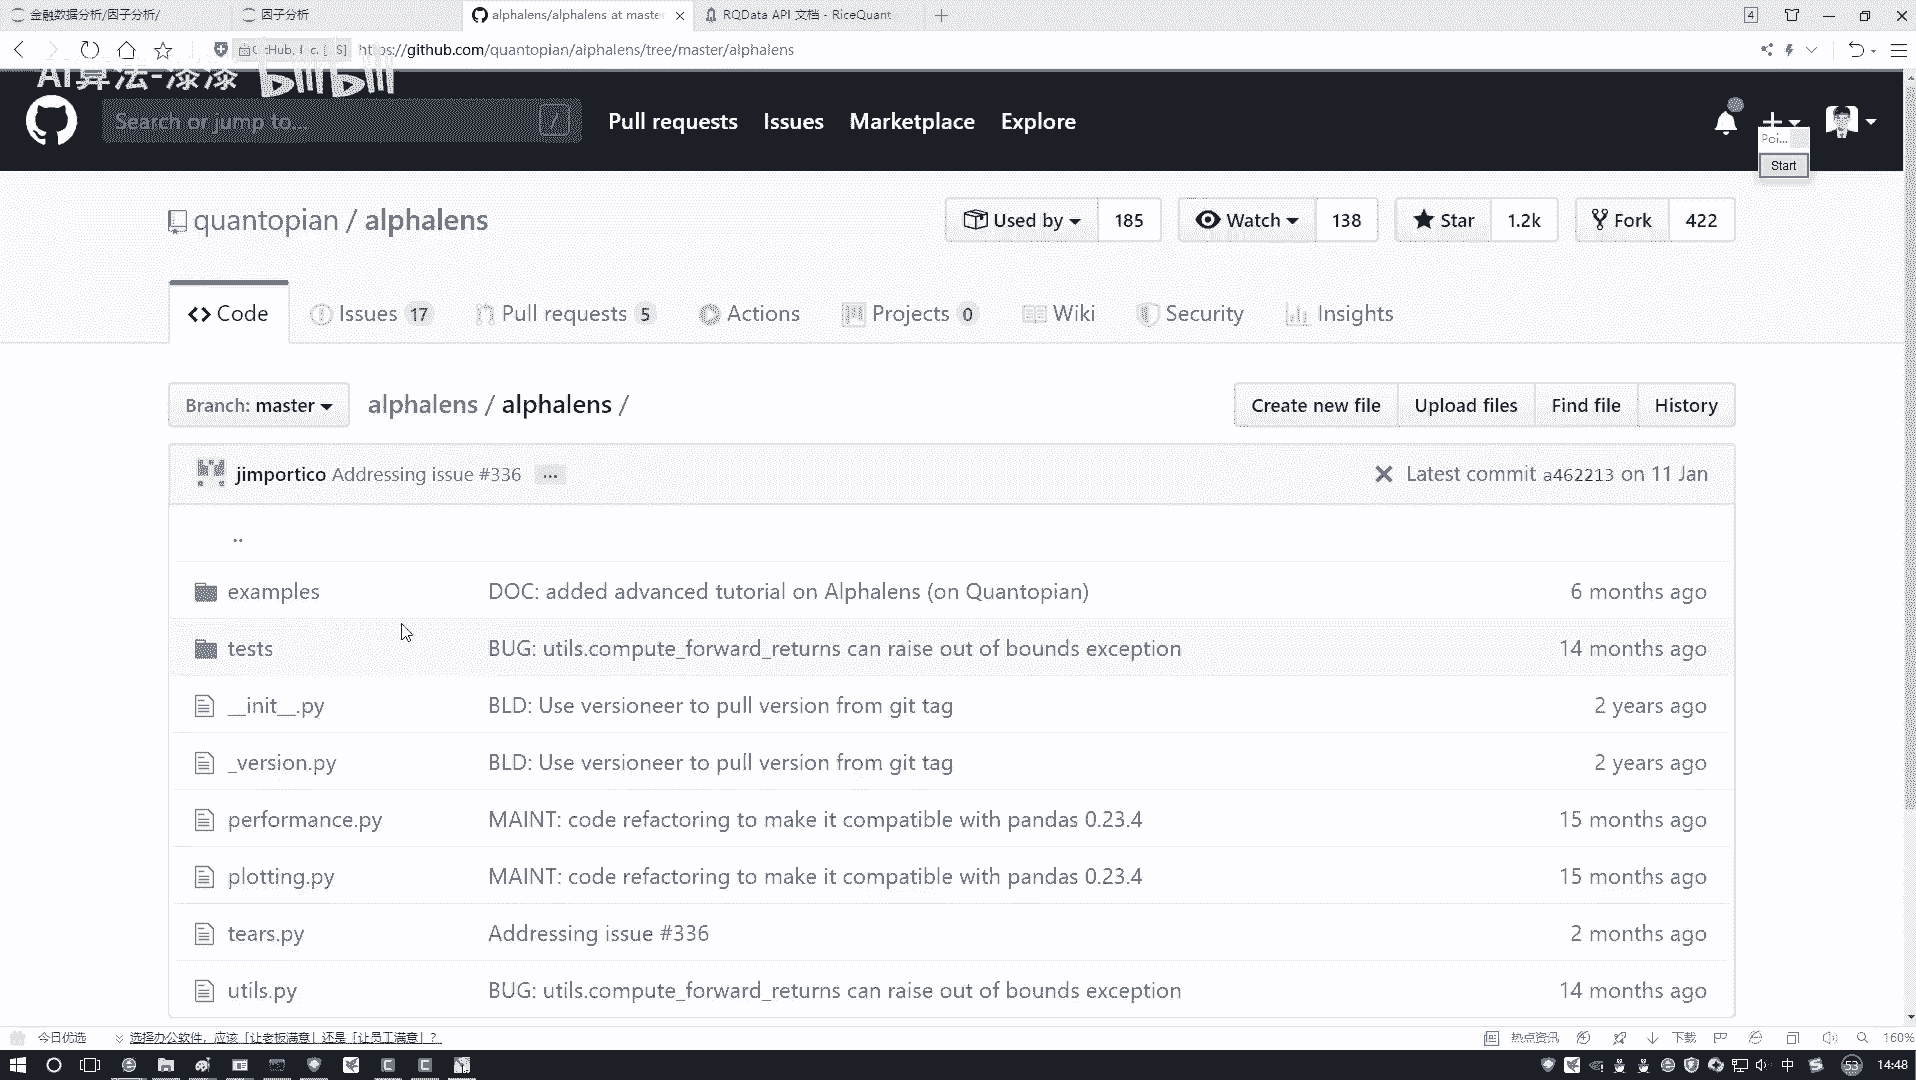 金融数据分析/因子分析/
因子分析
alphalens/alphalens at master
RQData API 文档 - RiceQuant
4
https://github.com/quantopian/alphalens/tree/master/alphalens
AI算法-漆漆 bilibili
Search or jump to...
/
Pull requests
Issues
Marketplace
Explore
Poi...
Start
quantopian / alphalens
Used by 185
Watch 138
Star 1.2k
Fork 422
Code
Issues 17
Pull requests 5
Actions
Projects 0
Wiki
Security
Insights
Branch: master
alphalens / alphalens /
Create new file
Upload files
Find file
History
jimportico Addressing issue #336 ...
Latest commit a462213 on 11 Jan
..
examples DOC: added advanced tutorial on Alphalens (on Quantopian) 6 months ago
tests BUG: utils.compute_forward_returns can raise out of bounds exception 14 months ago
__init__.py BLD: Use versioneer to pull version from git tag 2 years ago
_version.py BLD: Use versioneer to pull version from git tag 2 years ago
performance.py MAINT: code refactoring to make it compatible with pandas 0.23.4 15 months ago
plotting.py MAINT: code refactoring to make it compatible with pandas 0.23.4 15 months ago
tears.py Addressing issue #336 2 months ago
utils.py BUG: utils.compute_forward_returns can raise out of bounds exception 14 months ago
今日优选
选择办公软件，应该「让老板满意」还是「让员工满意」？
热点资讯
下载
160%
中
53
14:48